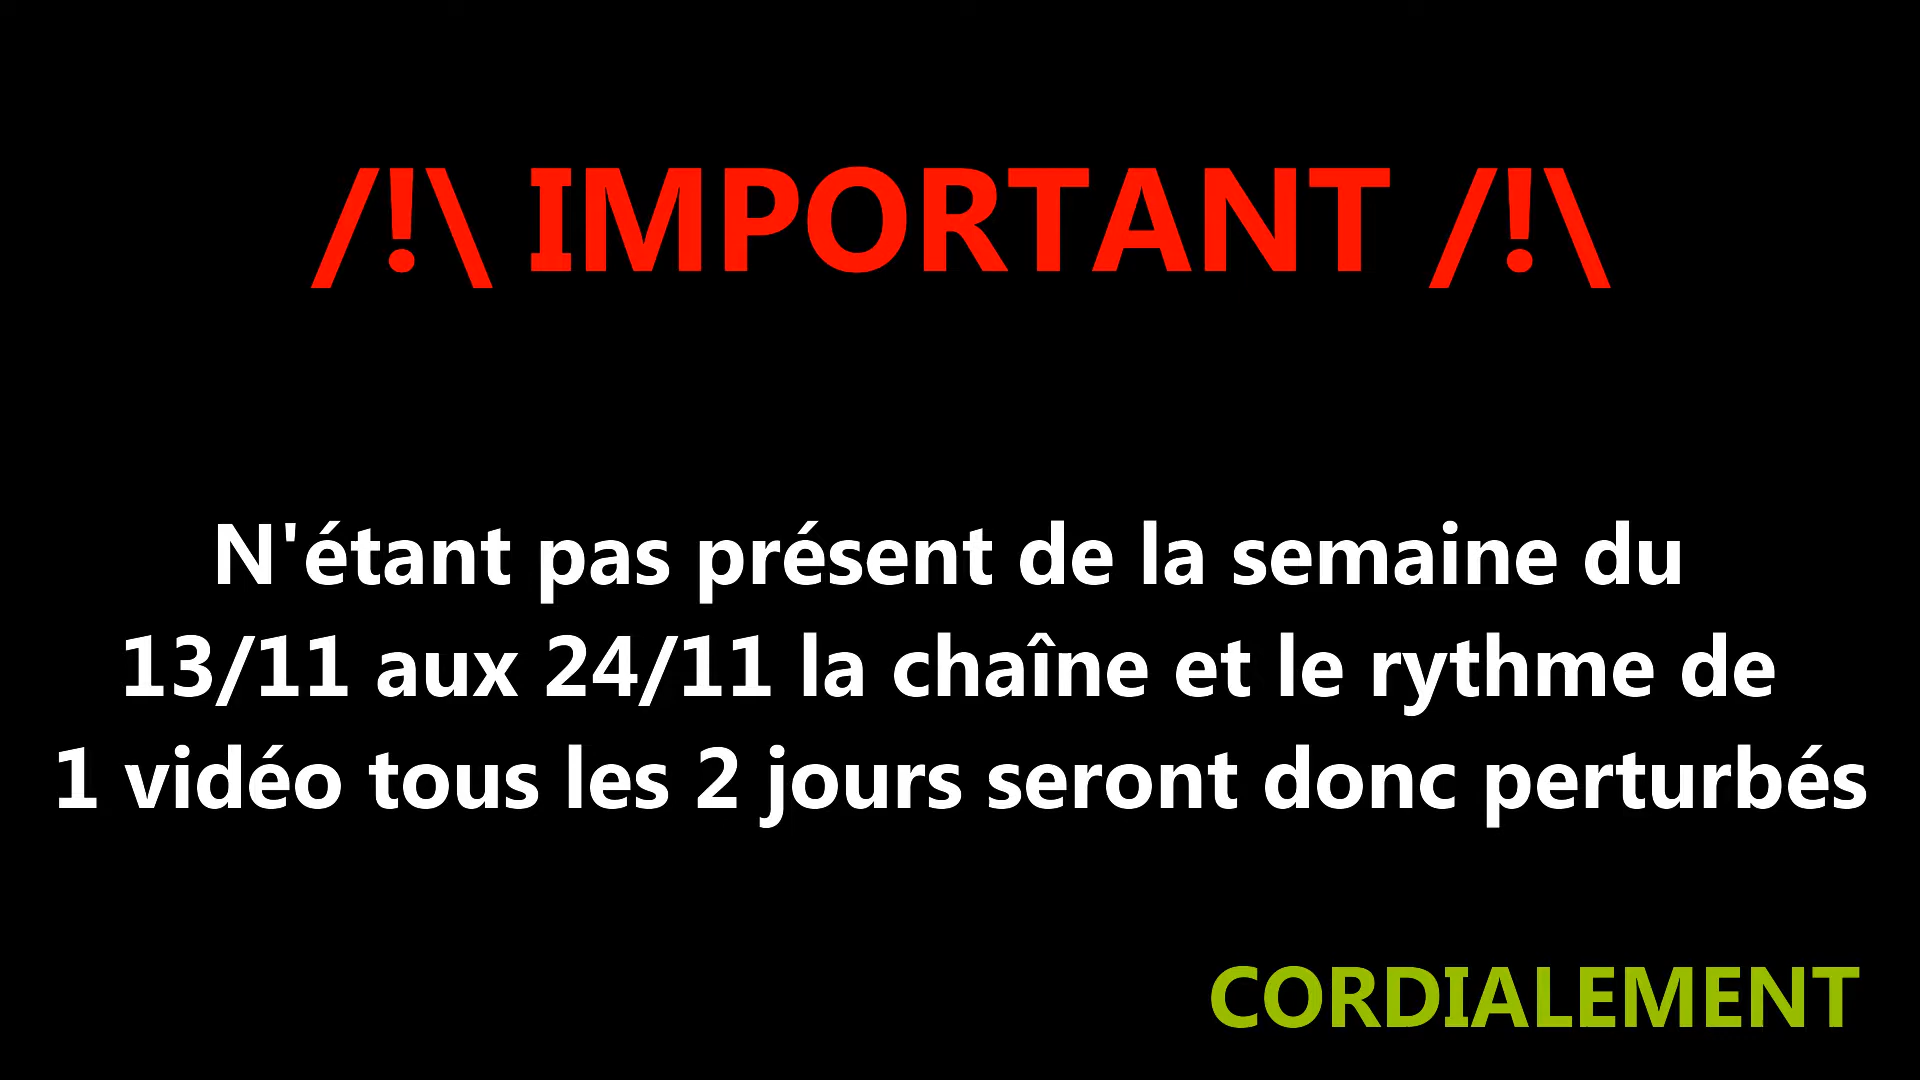 /!\ IMPORTANT /!\
N'étant pas présent de la semaine du
13/11 aux 24/11 la chaîne et le rythme de
1 vidéo tous les 2 jours seront donc perturbés
CORDIALEMENT